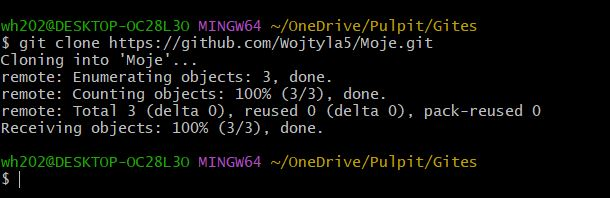 wh202@DESKTOP-OC28L3O MINGW64 ~/OneDrive/Pulpit/Gites
$ git clone https://github.com/Wojtyla5/Moje.git
Cloning into 'Moje'...
remote: Enumerating objects: 3, done.
remote: Counting objects: 100% (3/3), done.
remote: Total 3 (delta 0), reused 0 (delta 0), pack-reused 0
Receiving objects: 100% (3/3), done.
wh202@DESKTOP-OC28L3O MINGW64 ~/OneDrive/Pulpit/Gites
$